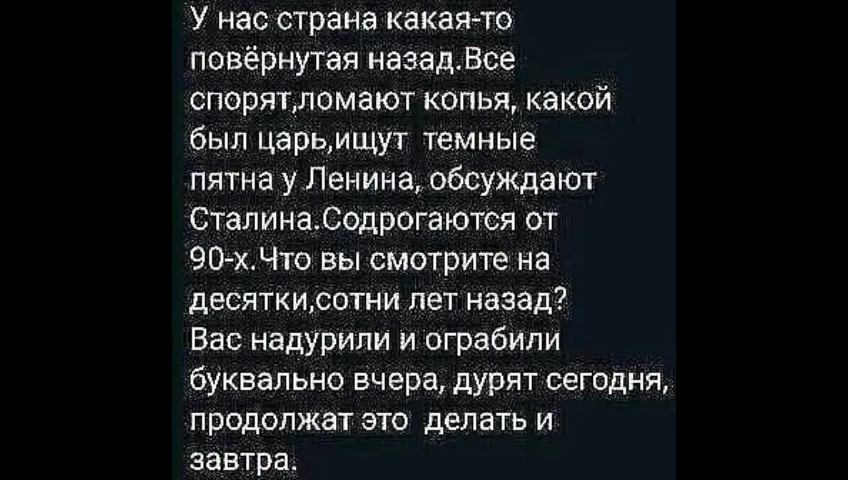 У нас страна какая-то
повёрнутая назад.Все
спорят,ломают копья, какой
был царь,ищут темные
пятна у Ленина, обсуждают
Сталина.Содрогаются от
90-х.Что вы смотрите на
десятки,сотни лет назад?
Вас надурили и ограбили
буквально вчера, дурят сегодня,
продолжат это делать и
завтра.